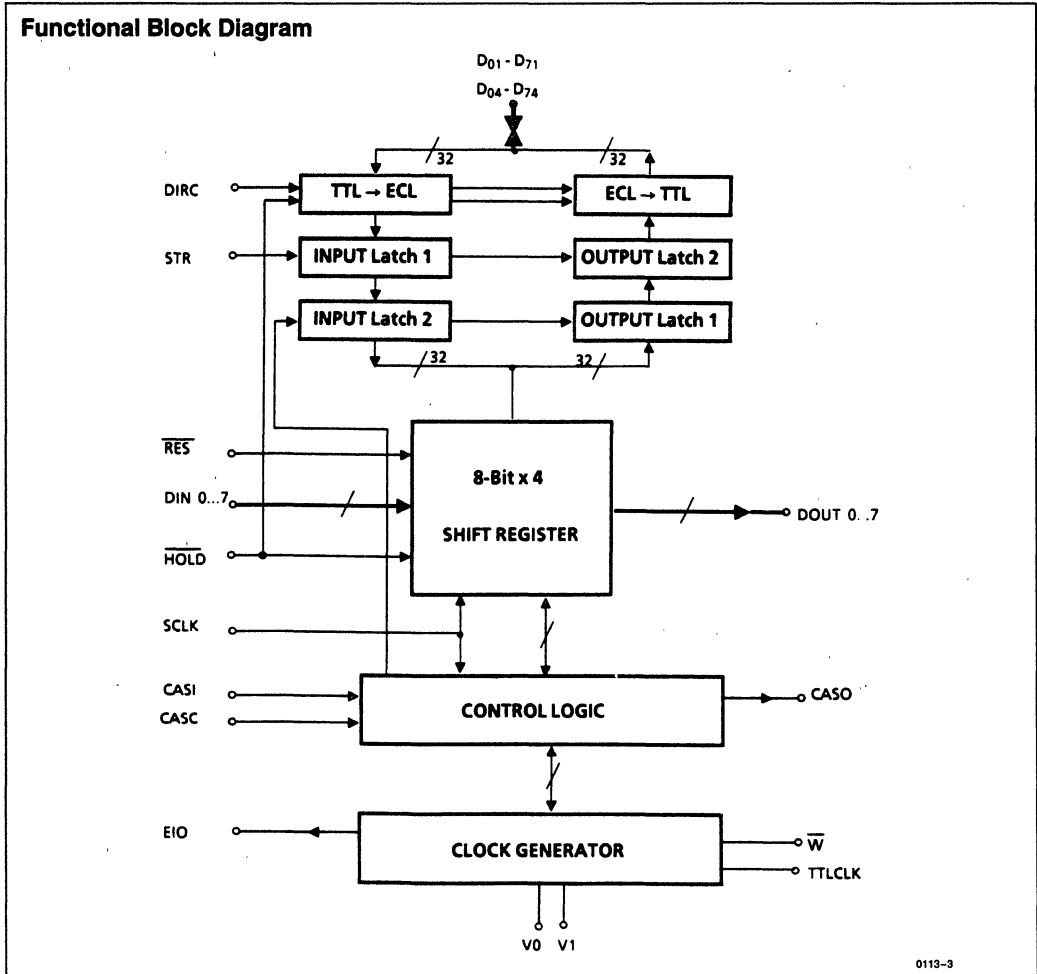 Functional Block Diagram
D01 - D71
D04 - D74
32
32
DIRC
TTL → ECL
ECL → TTL
STR
INPUT Latch 1
OUTPUT Latch 2
INPUT Latch 2
OUTPUT Latch 1
32
32
R̅E̅S̅
8-Bit x 4
DIN 0...7
DOUT 0. .7
SHIFT REGISTER
H̅O̅L̅D̅
SCLK
CASI
CASO
CASC
CONTROL LOGIC
EIO
W̅
CLOCK GENERATOR
TTLCLK
V0 V1
0113-3